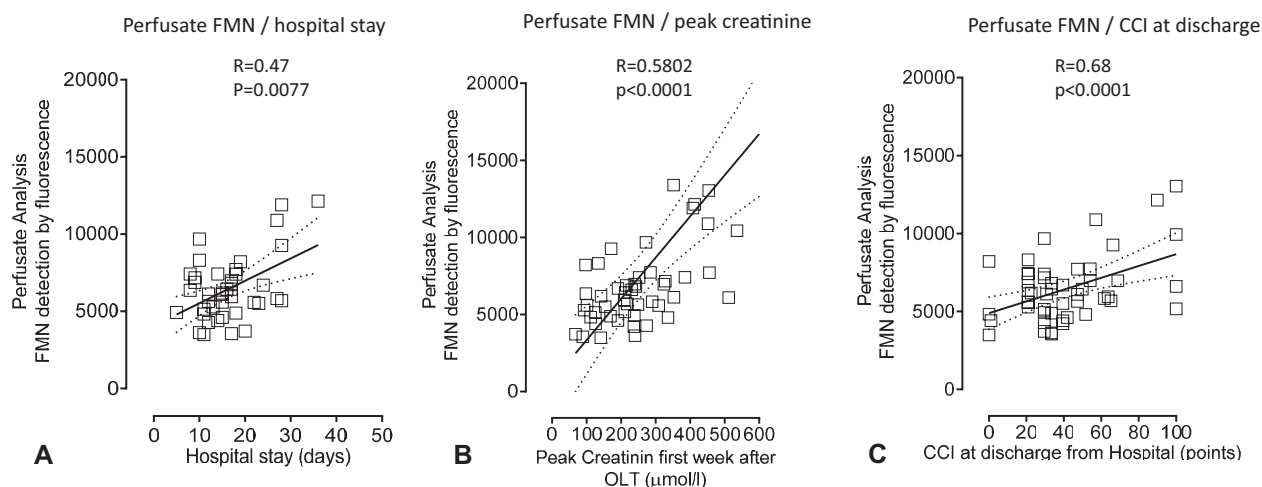 Perfusate FMN / hospital stay
R=0.47
P=0.0077
Perfusate Analysis
FMN detection by fluorescence
20000
15000
10000
5000
0
0 10 20 30 40 50
Hospital stay (days)
A
Perfusate FMN / peak creatinine
R=0.5802
p<0.0001
Perfusate Analysis
FMN detection by fluorescence
20000
15000
10000
5000
0
0 100 200 300 400 500 600
Peak Creatinin first week after
OLT (μmol/l)
B
Perfusate FMN / CCI at discharge
R=0.68
p<0.0001
Perfusate Analysis
FMN detection by fluorescence
20000
15000
10000
5000
0
0 20 40 60 80 100
CCI at discharge from Hospital (points)
C